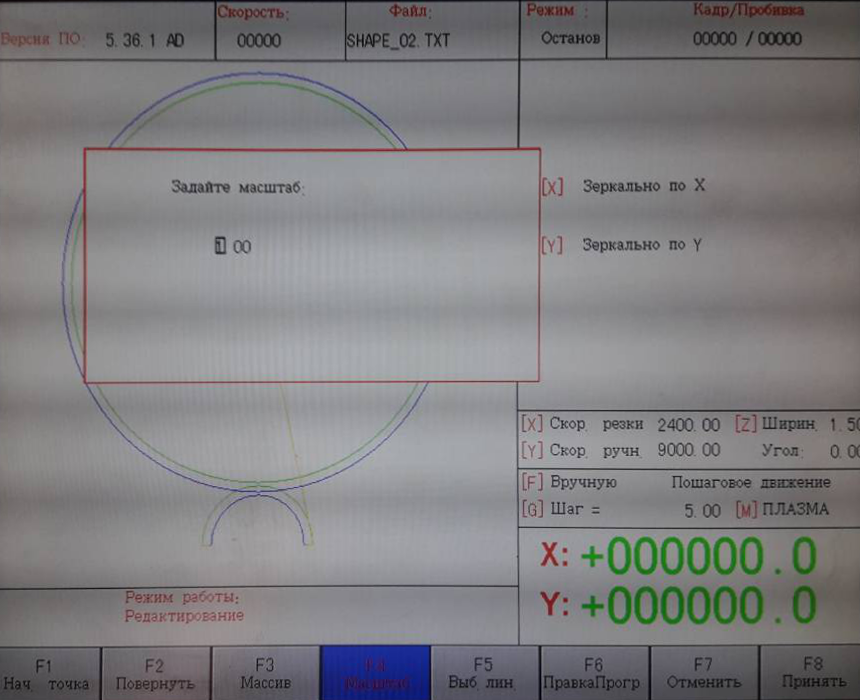 Скорость:
Файл:
Режим :
Кадр/Пробивка
Версия ПО: 5.36.1 AD
00000
SHAPE_02.TXT
Останов
00000 / 00000
Задайте масштаб:
[X] Зеркально по X
1 00
[Y] Зеркально по Y
[X] Скор. резки 2400.00 [Z] Ширин. 1.50
[Y] Скор. ручн. 9000.00 Угол: 0.00
[F] Вручную Пошаговое движение
[G] Шаг = 5.00 [M] ПЛАЗМА
X: +000000.0
Режим работы:
Y: +000000.0
Редактирование
F1 F2 F3 F4 F5 F6 F7 F8
Нач. точка Повернуть Массив Масштаб Выб.лин. ПравкаПрогр Отменить Принять